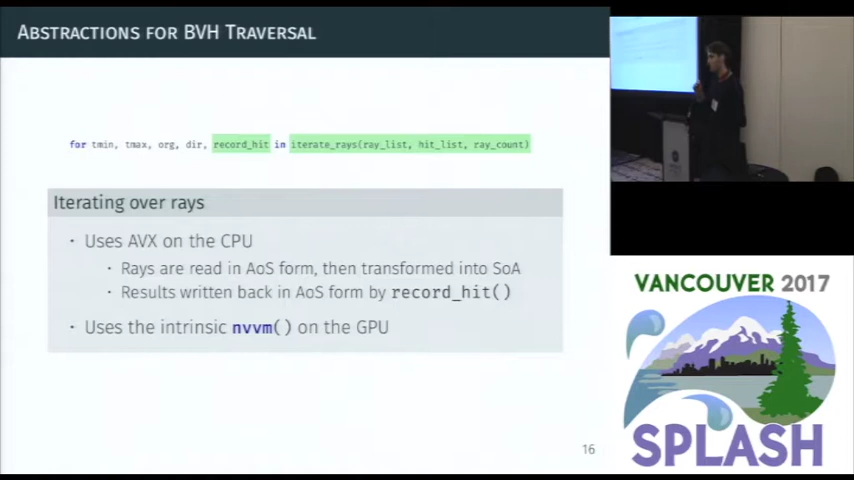 ABSTRACTIONS FOR BVH TRAVERSAL
for tmin, tmax, org, dir, record_hit in iterate_rays(ray_list, hit_list, ray_count)
Iterating over rays
· Uses AVX on the CPU
· Rays are read in AoS form, then transformed into SoA
· Results written back in AoS form by record_hit()
· Uses the intrinsic nvvm() on the GPU
16
VANCOUVER 2017
SPLASH